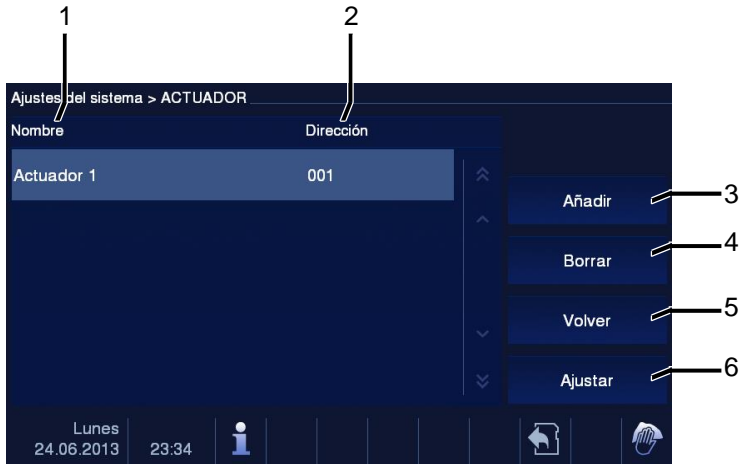 1 2
Ajustes del sistema > ACTUADOR
Nombre Dirección
Actuador 1 001
Añadir 3
Borrar 4
Volver 5
Ajustar 6
Lunes
24.06.2013 23:34